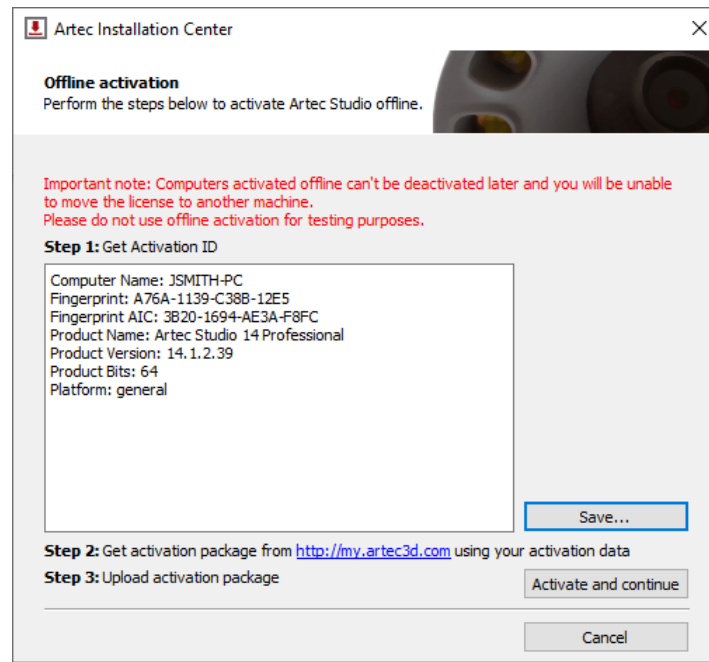 Artec Installation Center
Offline activation
Perform the steps below to activate Artec Studio offline.
Important note: Computers activated offline can't be deactivated later and you will be unable
to move the license to another machine.
Please do not use offline activation for testing purposes.
Step 1: Get Activation ID
Computer Name: JSMITH-PC
Fingerprint: A76A-1139-C38B-12E5
Fingerprint AIC: 3B20-1694-AE3A-F8FC
Product Name: Artec Studio 14 Professional
Product Version: 14.1.2.39
Product Bits: 64
Platform: general
Save...
Step 2: Get activation package from http://my.artec3d.com using your activation data
Step 3: Upload activation package
Activate and continue
Cancel